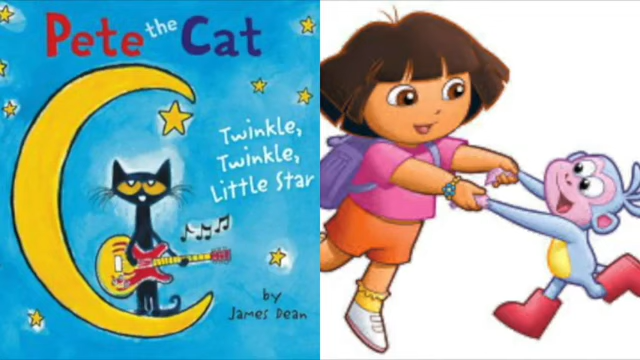 Pete the Cat
Twinkle,
Twinkle,
Little Star
by
James Dean